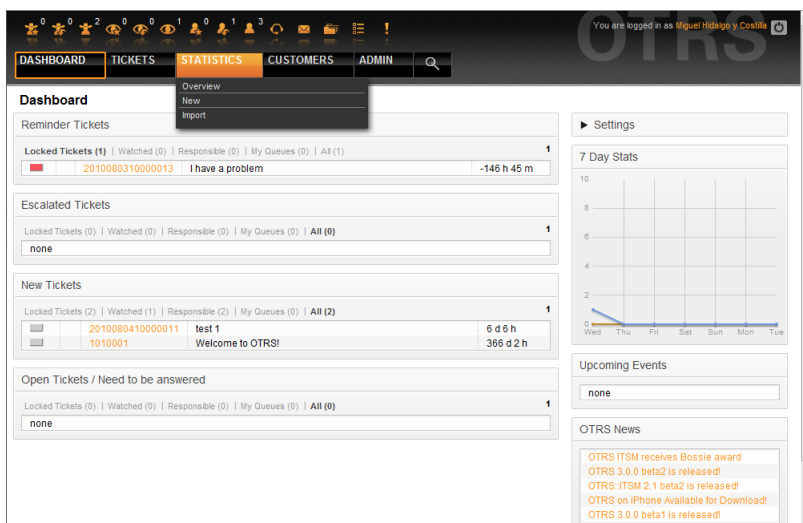 0 0 2 0 0 1 0 1 3
You are logged in as Miguel Hidalgo y Costilla
OTRS
DASHBOARD TICKETS STATISTICS CUSTOMERS ADMIN
Overview
New
Import
Dashboard
Reminder Tickets
Locked Tickets (1) | Watched (0) | Responsible (0) | My Queues (0) | All (1) 1
2010080310000013 I have a problem -146 h 45 m
Escalated Tickets
Locked Tickets (0) | Watched (0) | Responsible (0) | My Queues (0) | All (0) 1
none
New Tickets
Locked Tickets (2) | Watched (1) | Responsible (2) | My Queues (0) | All (2) 1
2010080410000011 test 1 6 d 6 h
1010001 Welcome to OTRS! 366 d 2 h
Open Tickets / Need to be answered
Locked Tickets (0) | Watched (0) | Responsible (0) | My Queues (0) | All (0) 1
none
Settings
7 Day Stats
10
8
6
4
2
0
Wed Thu Fri Sat Sun Mon Tue
Upcoming Events
none
OTRS News
OTRS ITSM receives Bossie award
OTRS 3.0.0 beta2 is released!
OTRS::ITSM 2.1 beta2 is released!
OTRS on iPhone Available for Download!
OTRS 3.0.0 beta1 is released!